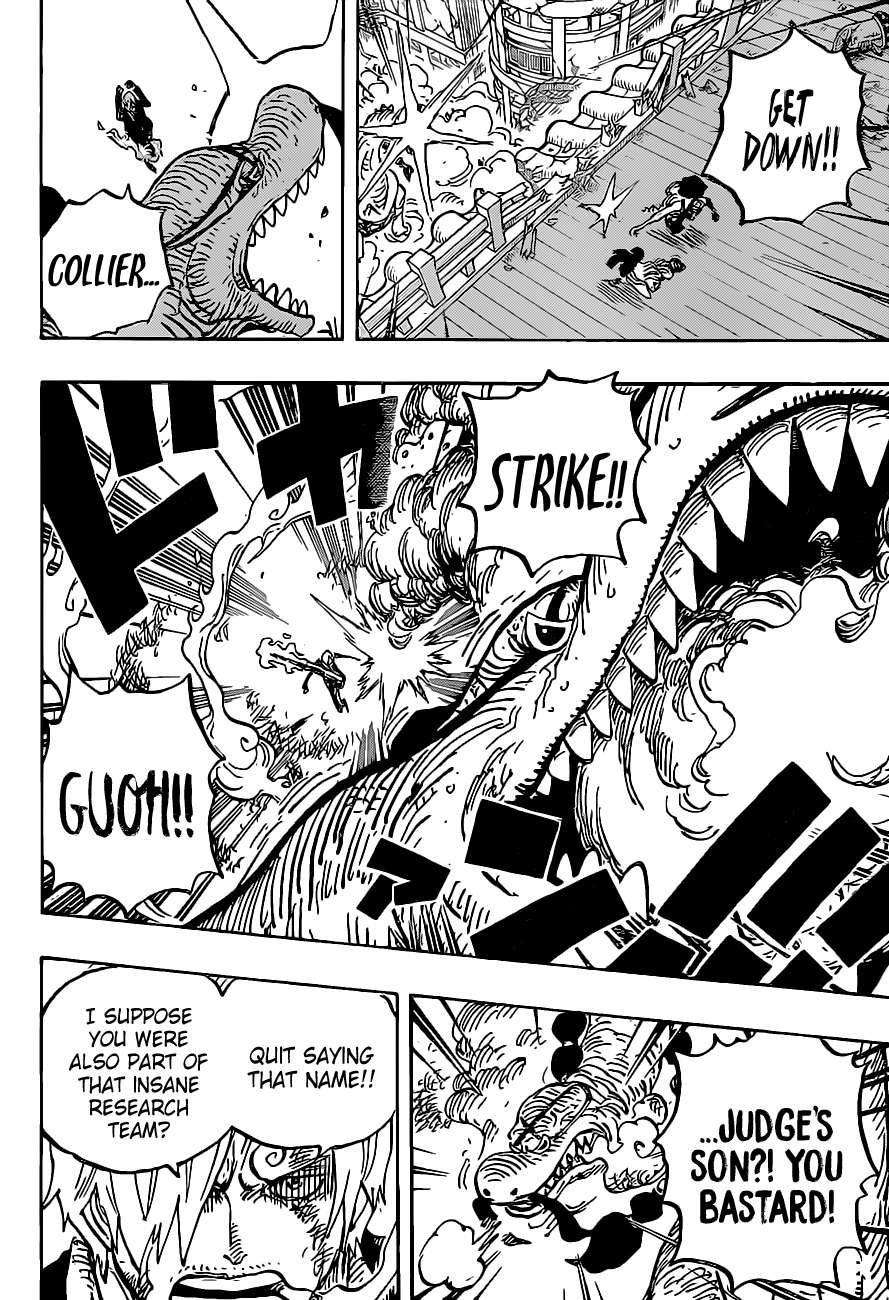 GET
DOWN!!
COLLIER...
STRIKE!!
GUOH!!
...JUDGE'S
SON?! YOU
BASTARD!
QUIT SAYING
THAT NAME!!
I SUPPOSE
YOU WERE
ALSO PART OF
THAT INSANE
RESEARCH
TEAM?